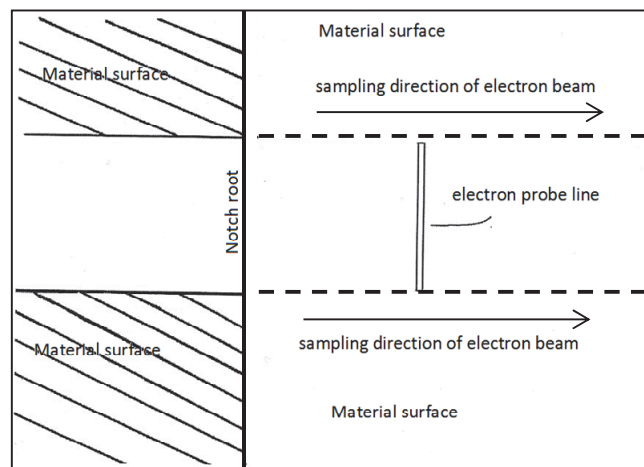 Material surface
Material surface
sampling direction of electron beam
electron probe line
Notch root
Material surface
sampling direction of electron beam
Material surface